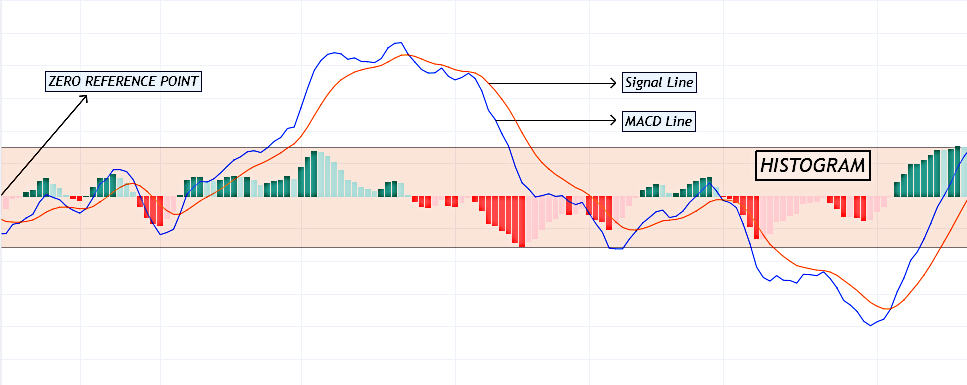 ZERO REFERENCE POINT
Signal Line
MACD Line
HISTOGRAM